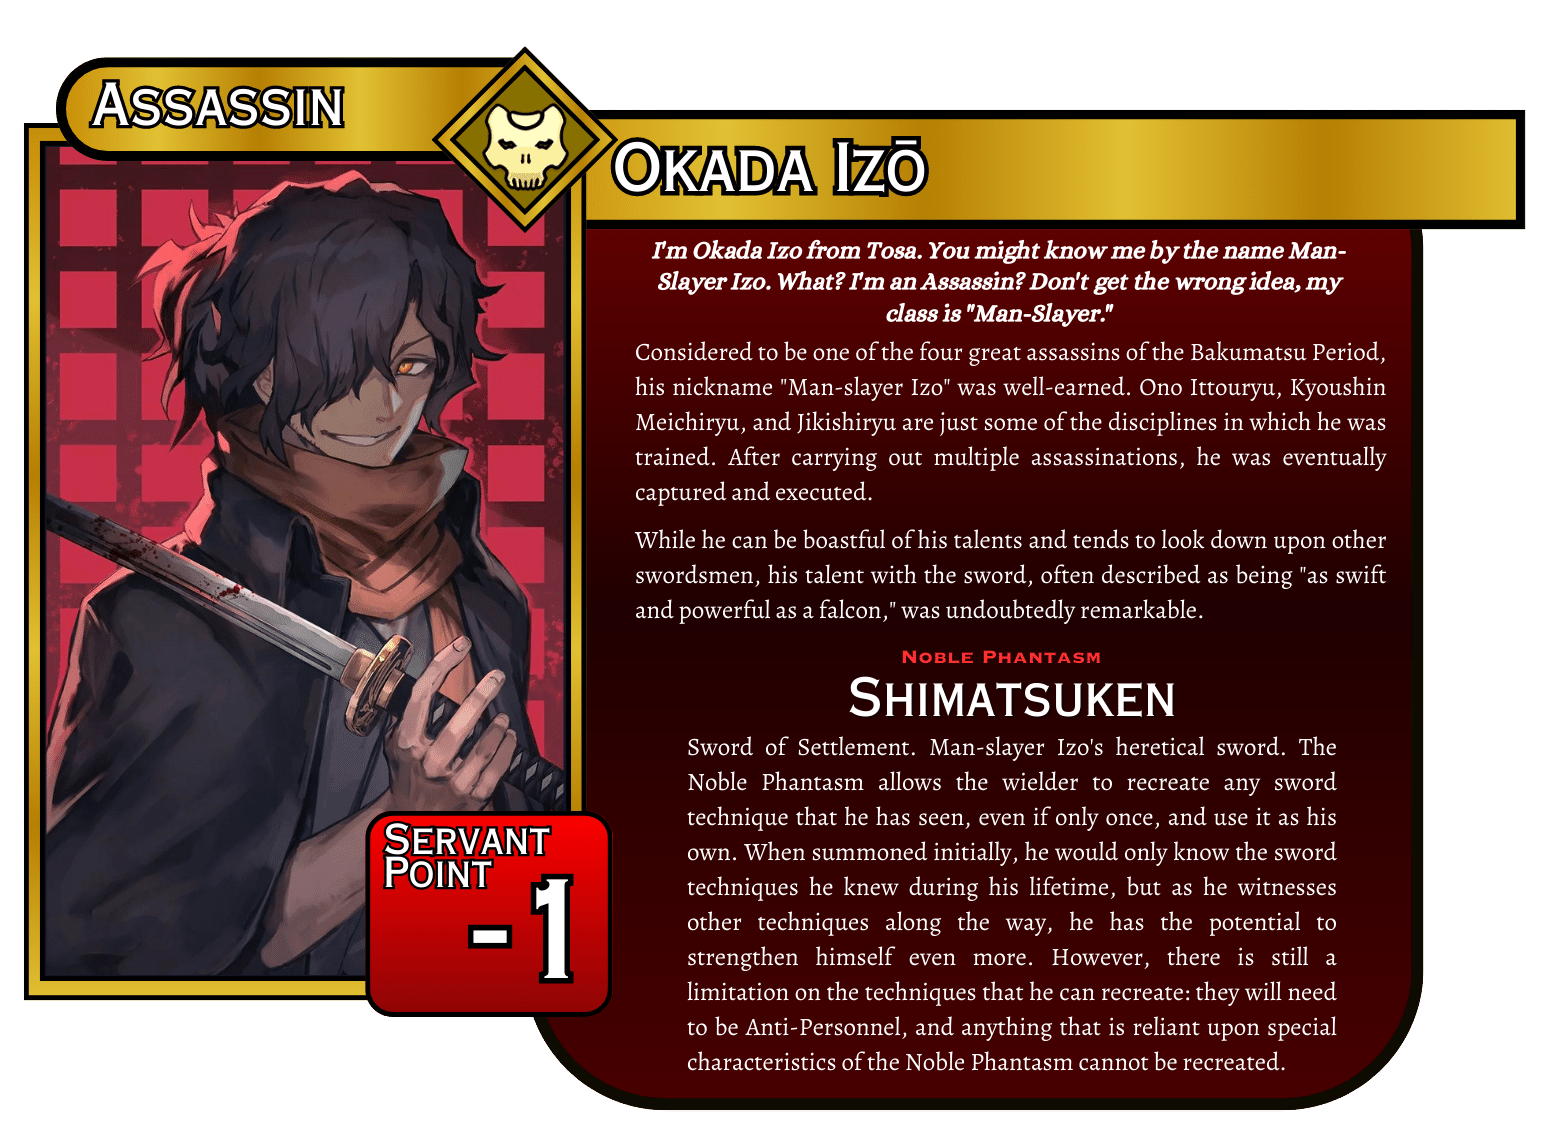 Assassin
Okada Izō
I'm Okada Izo from Tosa. You might know me by the name Man-
Slayer Izo. What? I'm an Assassin? Don't get the wrong idea, my
class is "Man-Slayer."
Considered to be one of the four great assassins of the Bakumatsu Period,
his nickname "Man-slayer Izo" was well-earned. Ono Ittouryu, Kyoushin
Meichiryu, and Jikishiryu are just some of the disciplines in which he was
trained. After carrying out multiple assassinations, he was eventually
captured and executed.
While he can be boastful of his talents and tends to look down upon other
swordsmen, his talent with the sword, often described as being "as swift
and powerful as a falcon," was undoubtedly remarkable.
Noble Phantasm
Shimatsuken
Sword of Settlement. Man-slayer Izo's heretical sword. The
Noble Phantasm allows the wielder to recreate any sword
technique that he has seen, even if only once, and use it as his
own. When summoned initially, he would only know the sword
techniques he knew during his lifetime, but as he witnesses
other techniques along the way, he has the potential to
strengthen himself even more. However, there is still a
limitation on the techniques that he can recreate: they will need
to be Anti-Personnel, and anything that is reliant upon special
characteristics of the Noble Phantasm cannot be recreated.
Servant
Point
-1